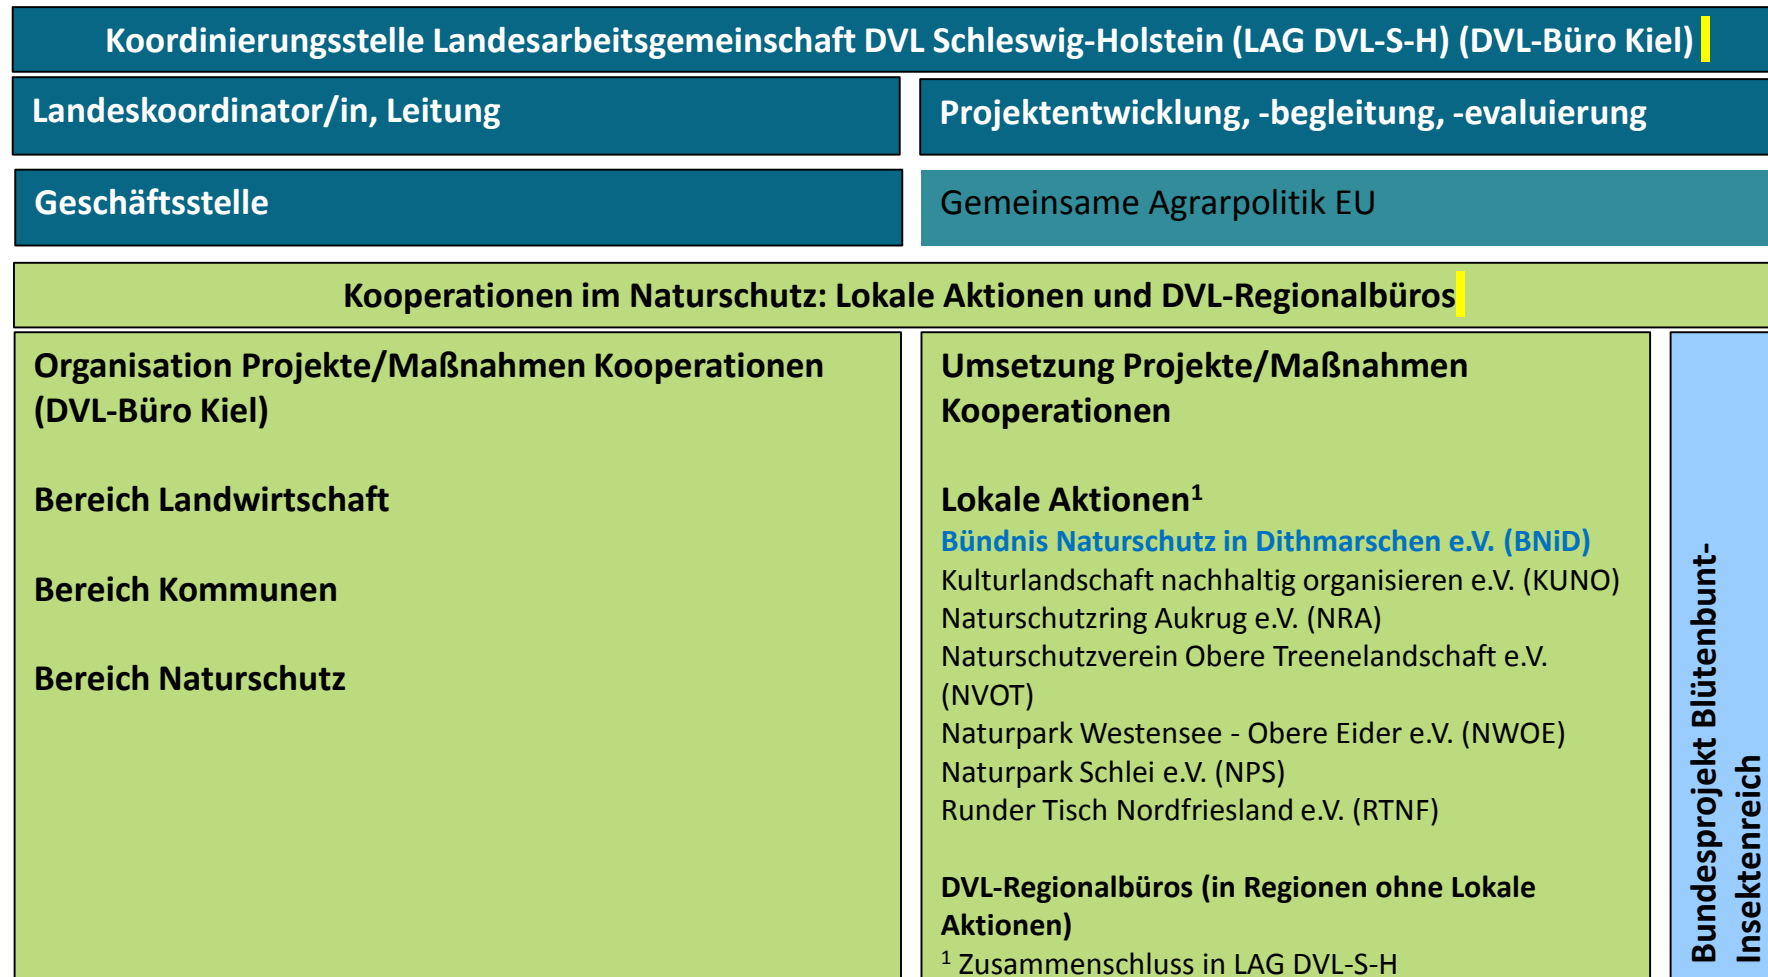 Koordinierungsstelle Landesarbeitsgemeinschaft DVL Schleswig-Holstein (LAG DVL-S-H) (DVL-Büro Kiel)
Landeskoordinator/in, Leitung
Projektentwicklung, -begleitung, -evaluierung
Geschäftsstelle
Gemeinsame Agrarpolitik EU
Kooperationen im Naturschutz: Lokale Aktionen und DVL-Regionalbüros
Organisation Projekte/Maßnahmen Kooperationen
(DVL-Büro Kiel)
Bereich Landwirtschaft
Bereich Kommunen
Bereich Naturschutz
Umsetzung Projekte/Maßnahmen
Kooperationen
Lokale Aktionen¹
Bündnis Naturschutz in Dithmarschen e.V. (BNiD)
Kulturlandschaft nachhaltig organisieren e.V. (KUNO)
Naturschutzring Aukrug e.V. (NRA)
Naturschutzverein Obere Treenelandschaft e.V.
(NVOT)
Naturpark Westensee - Obere Eider e.V. (NWOE)
Naturpark Schlei e.V. (NPS)
Runder Tisch Nordfriesland e.V. (RTNF)
DVL-Regionalbüros (in Regionen ohne Lokale
Aktionen)
¹ Zusammenschluss in LAG DVL-S-H
Bundesprojekt Blütenbunt-
Insektenreich